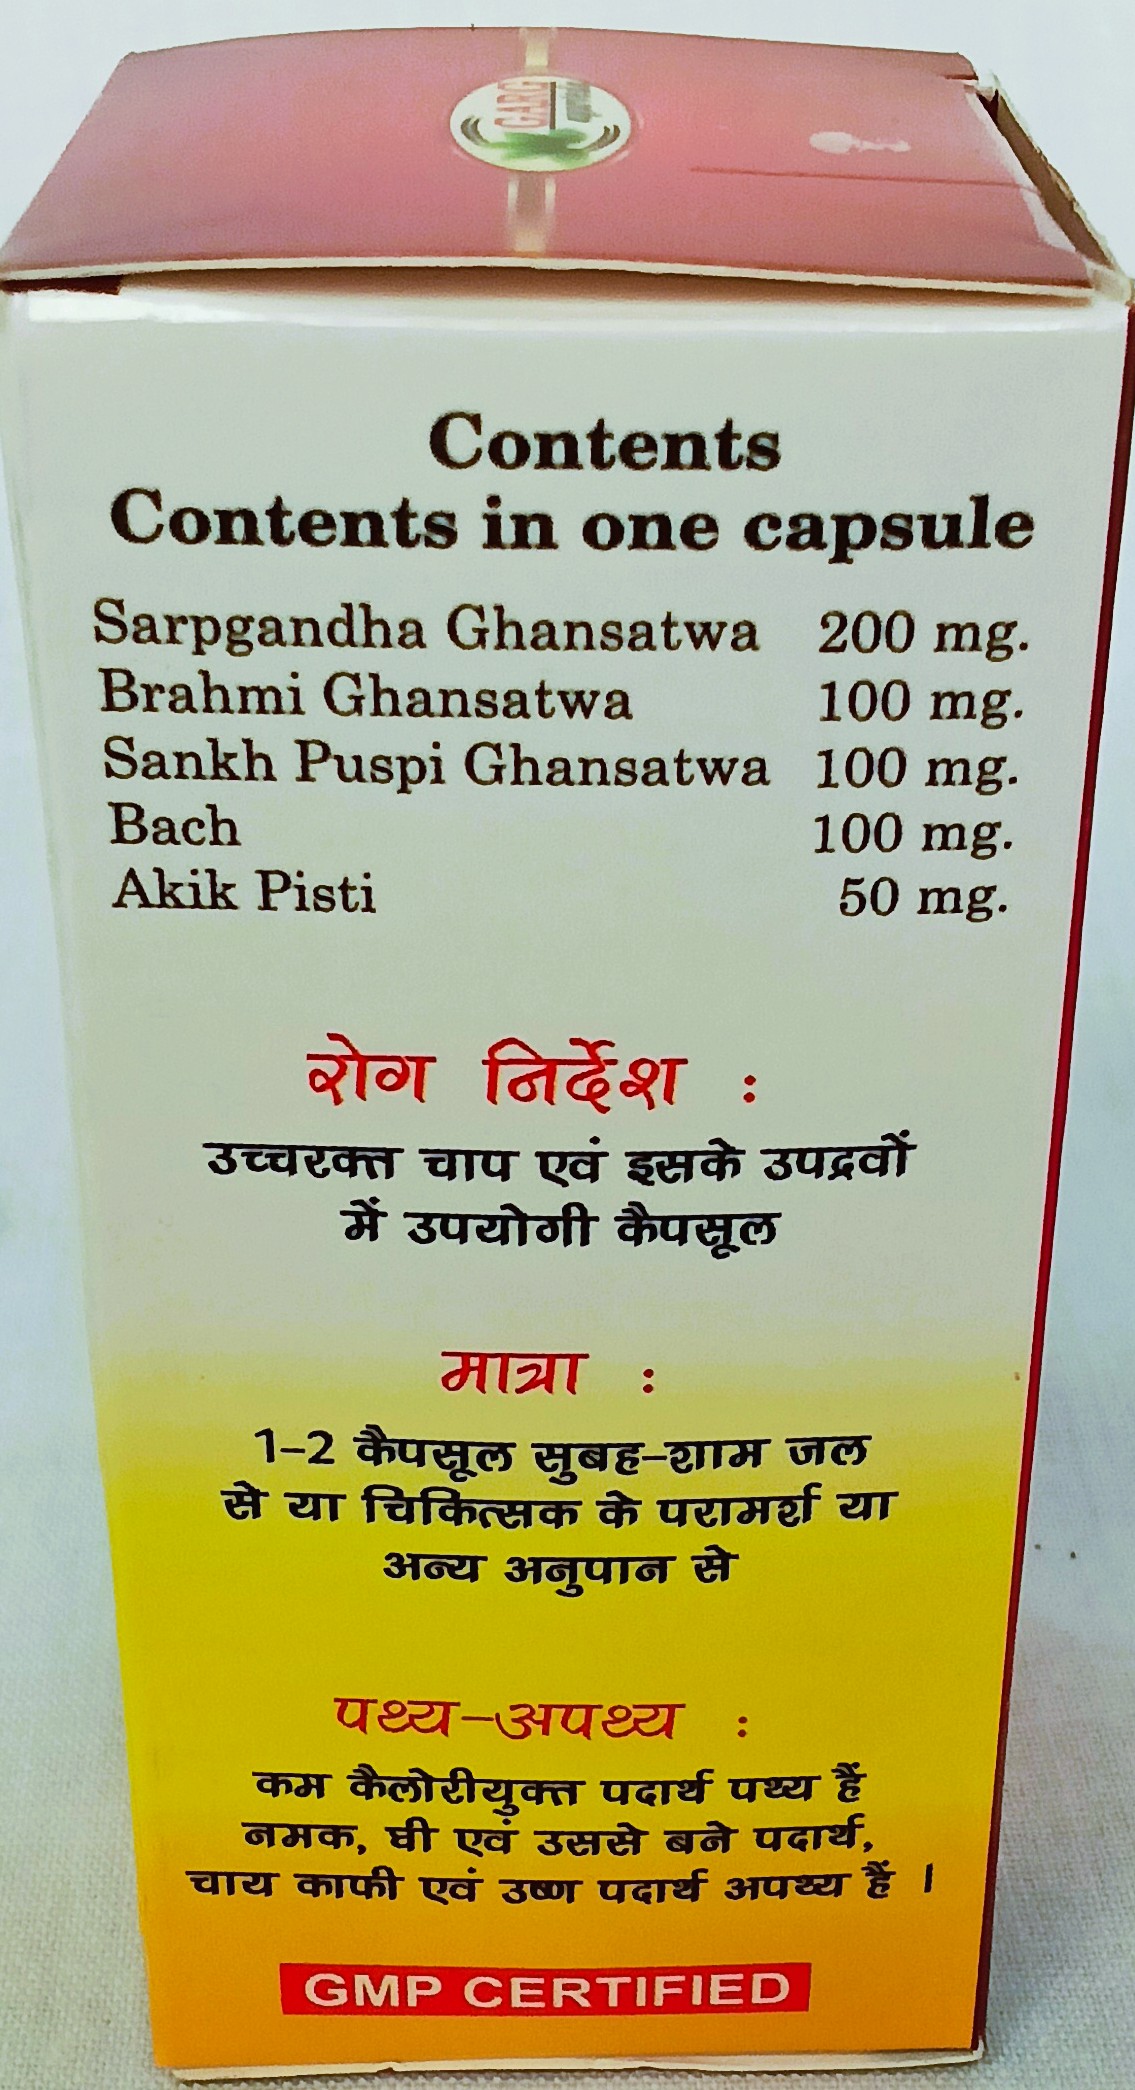 GARG
Contents
Contents in one capsule
Sarpgandha Ghansatwa 200 mg.
Brahmi Ghansatwa 100 mg.
Sankh Puspi Ghansatwa 100 mg.
Bach 100 mg.
Akik Pisti 50 mg.
रोग निर्देश :
उच्चरक्त चाप एवं इसके उपद्रवों
में उपयोगी कैपसूल
मात्रा :
1-2 कैपसूल सुबह-शाम जल
से या चिकित्सक के परामर्श या
अन्य अनुपान से
पथ्य-अपथ्य :
कम कैलोरीयुक्त पदार्थ पथ्य हैं
नमक, घी एवं उससे बने पदार्थ,
चाय काफी एवं उष्ण पदार्थ अपथ्य हैं ।
GMP CERTIFIED